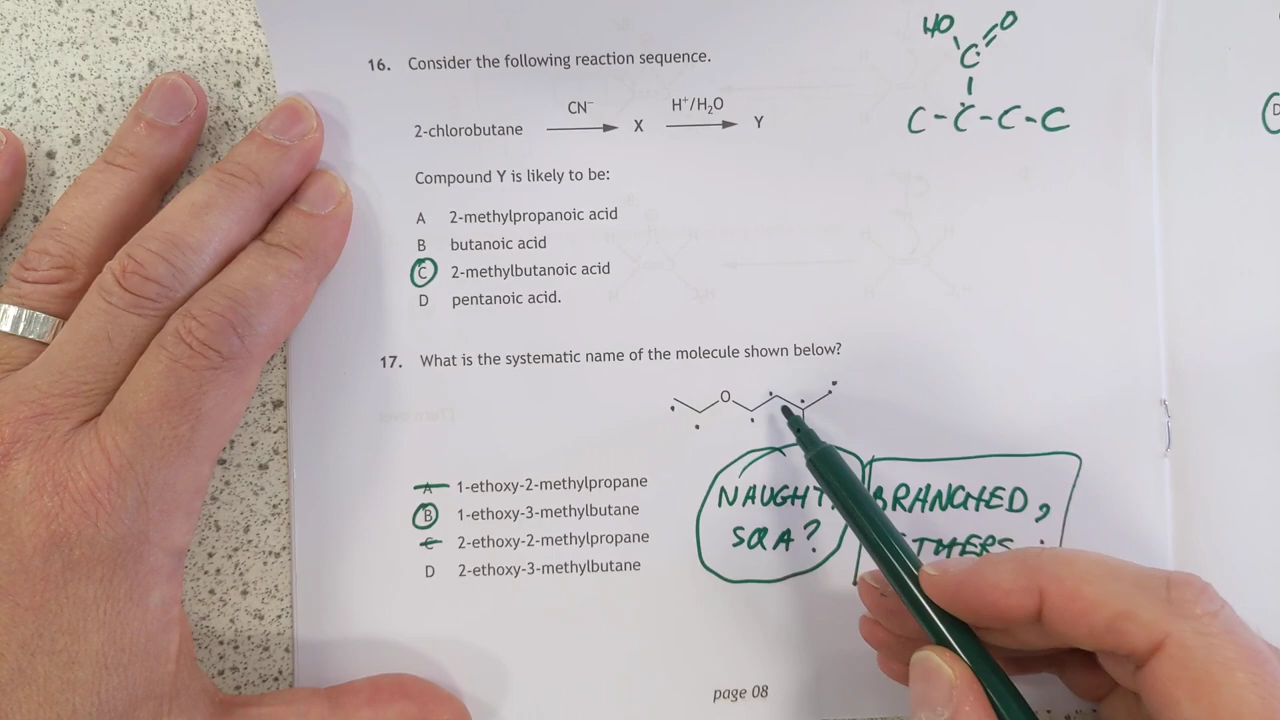 16. Consider the following reaction sequence.
HO O
C
C-C-C-C
CN⁻ H⁺/H₂O
2-chlorobutane X Y
Compound Y is likely to be:
A 2-methylpropanoic acid
B butanoic acid
C 2-methylbutanoic acid
D pentanoic acid.
17. What is the systematic name of the molecule shown below?
O
A 1-ethoxy-2-methylpropane
B 1-ethoxy-3-methylbutane
C 2-ethoxy-2-methylpropane
D 2-ethoxy-3-methylbutane
SQA?
page 08